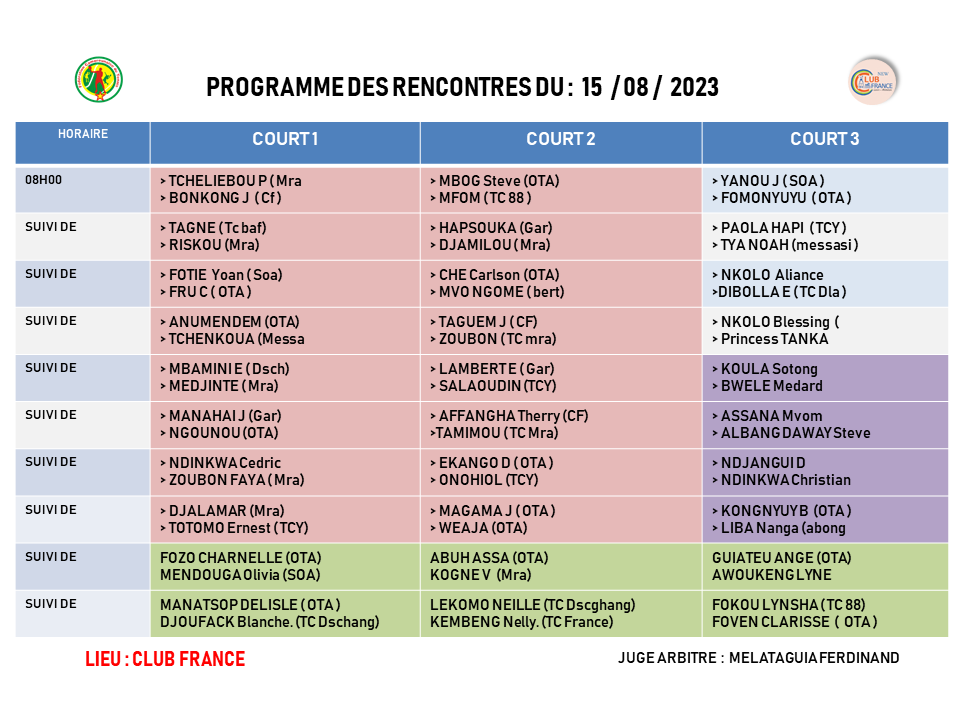 PROGRAMME DES RENCONTRES DU : 15 /08 / 2023
NEW
CLUB
FRANCE
HORAIRE
COURT 1
COURT 2
COURT 3
08H00
> TCHELIEBOU P ( Mra
> BONKONG J ( Cf )
> MBOG Steve (OTA)
> MFOM ( TC 88 )
> YANOU J ( SOA )
> FOMONYUYU ( OTA )
SUIVI DE
> TAGNE (Tc baf)
> RISKOU (Mra)
> HAPSOUKA (Gar)
> DJAMILOU ( Mra)
> PAOLA HAPI (TCY )
> TYA NOAH (messasi )
SUIVI DE
> FOTIE Yoan ( Soa)
> FRU C ( OTA )
> CHE Carlson (OTA)
> MVO NGOME ( bert)
> NKOLO Aliance
>DIBOLLA E ( TC Dla )
SUIVI DE
> ANUMENDEM (OTA)
> TCHENKOUA (Messa
> TAGUEM J ( CF)
> ZOUBON ( TC mra)
> NKOLO Blessing (
> Princess TANKA
SUIVI DE
> MBAMINI E ( Dsch)
> MEDJINTE ( Mra)
> LAMBERT E ( Gar)
> SALAOUDIN (TCY)
> KOULA Sotong
> BWELE Medard
SUIVI DE
> MANAHAI J (Gar)
> NGOUNOU (OTA)
> AFFANGHA Therry (CF)
>TAMIMOU ( TC Mra)
> ASSANA Mvom
> ALBANG DAWAY Steve
SUIVI DE
> NDINKWA Cedric
> ZOUBON FAYA ( Mra)
> EKANGO D ( OTA )
> ONOHIOL (TCY)
> NDJANGUI D
> NDINKWA Christian
SUIVI DE
> DJALAMAR (Mra)
> TOTOMO Ernest ( TCY)
> MAGAMA J ( OTA )
> WEAJA (OTA)
> KONGNYUY B (OTA )
> LIBA Nanga (abong
SUIVI DE
FOZO CHARNELLE (OTA)
MENDOUGA Olivia (SOA)
ABUH ASSA (OTA)
KOGNE V (Mra)
GUIATEU ANGE (OTA)
AWOUKENG LYNE
SUIVI DE
MANATSOP DELISLE ( OTA )
DJOUFACK Blanche. (TC Dschang)
LEKOMO NEILLE (TC Dscghang)
KEMBENG Nelly. (TC France)
FOKOU LYNSHA ( TC 88)
FOVEN CLARISSE ( OTA )
LIEU : CLUB FRANCE
JUGE ARBITRE : MELATAGUIA FERDINAND